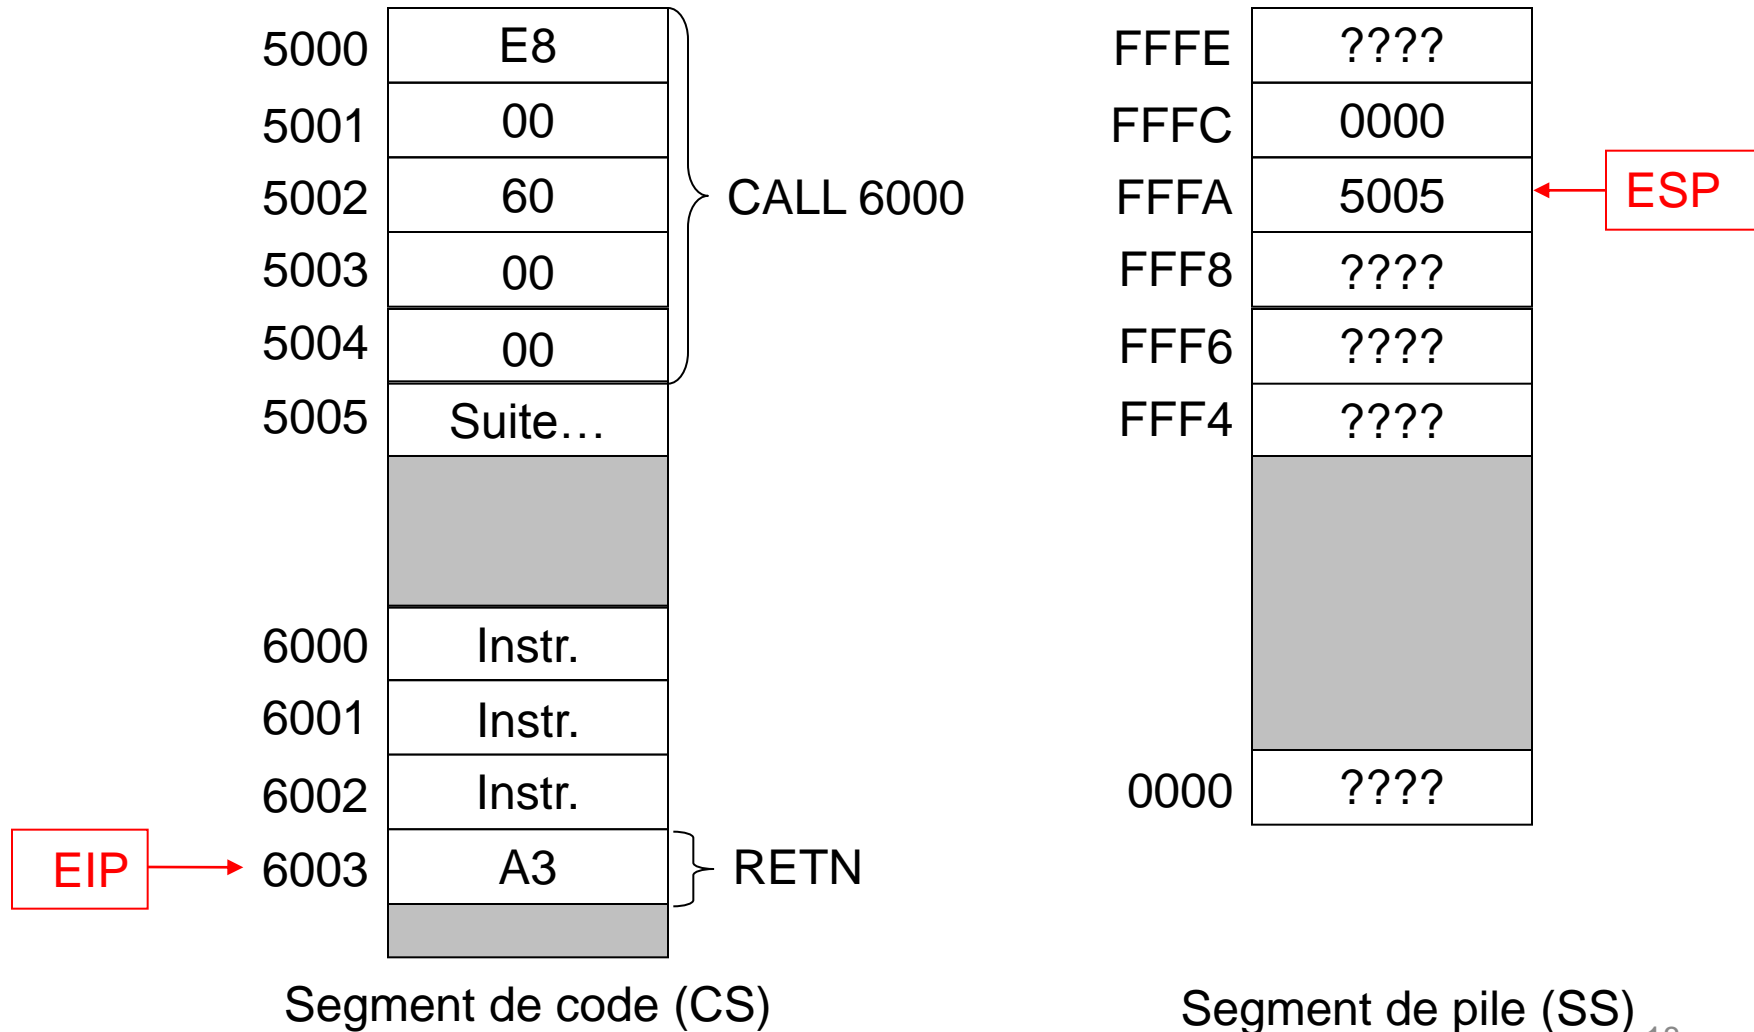 5000 E8
5001 00
5002 60
5003 00
5004 00
5005 Suite…
CALL 6000
6000 Instr.
6001 Instr.
6002 Instr.
EIP 6003 A3 RETN
Segment de code (CS)
FFFE ????
FFFC 0000
FFFA 5005 ESP
FFF8 ????
FFF6 ????
FFF4 ????
0000 ????
Segment de pile (SS)